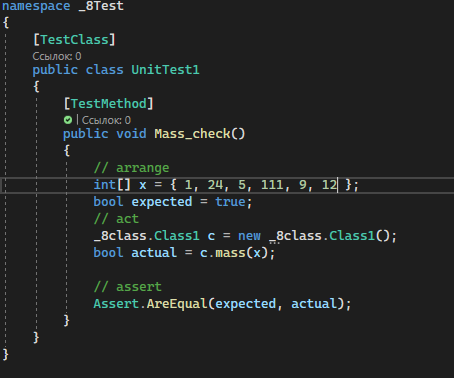 namespace _8Test
{
[TestClass]
Ссылок: 0
public class UnitTest1
{
[TestMethod]
| Ссылок: 0
public void Mass_check()
{
// arrange
int[] x = { 1, 24, 5, 111, 9, 12 };
bool expected = true;
// act
_8class.Class1 c = new _8class.Class1();
bool actual = c.mass(x);
// assert
Assert.AreEqual(expected, actual);
}
}
}